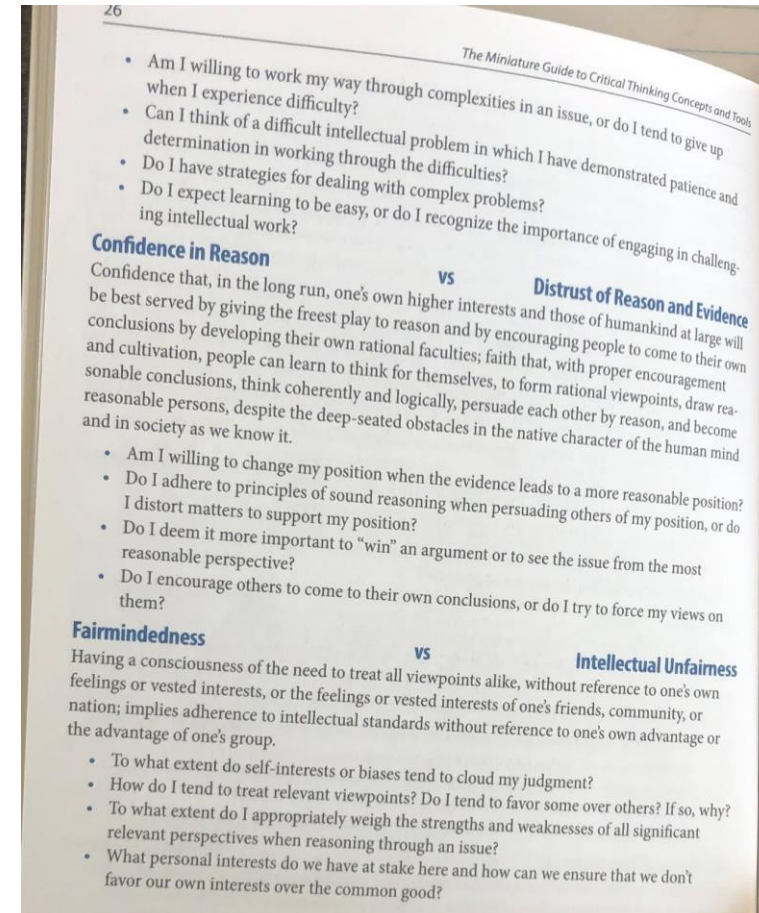 26
The Miniature Guide to Critical Thinking Concepts and Tools
• Am I willing to work my way through complexities in an issue, or do I tend to give up
when I experience difficulty?
• Can I think of a difficult intellectual problem in which I have demonstrated patience and
determination in working through the difficulties?
• Do I have strategies for dealing with complex problems?
• Do I expect learning to be easy, or do I recognize the importance of engaging in challeng-
ing intellectual work?
Confidence in Reason vs Distrust of Reason and Evidence
Confidence that, in the long run, one's own higher interests and those of humankind at large will
be best served by giving the freest play to reason and by encouraging people to come to their own
conclusions by developing their own rational faculties; faith that, with proper encouragement
and cultivation, people can learn to think for themselves, to form rational viewpoints, draw rea-
sonable conclusions, think coherently and logically, persuade each other by reason, and become
reasonable persons, despite the deep-seated obstacles in the native character of the human mind
and in society as we know it.
• Am I willing to change my position when the evidence leads to a more reasonable position?
• Do I adhere to principles of sound reasoning when persuading others of my position, or do
I distort matters to support my position?
• Do I deem it more important to “win” an argument or to see the issue from the most
reasonable perspective?
• Do I encourage others to come to their own conclusions, or do I try to force my views on
them?
Fairmindedness vs Intellectual Unfairness
Having a consciousness of the need to treat all viewpoints alike, without reference to one's own
feelings or vested interests, or the feelings or vested interests of one's friends, community, or
nation; implies adherence to intellectual standards without reference to one's own advantage or
the advantage of one's group.
• To what extent do self-interests or biases tend to cloud my judgment?
• How do I tend to treat relevant viewpoints? Do I tend to favor some over others? If so, why?
• To what extent do I appropriately weigh the strengths and weaknesses of all significant
relevant perspectives when reasoning through an issue?
• What personal interests do we have at stake here and how can we ensure that we don't
favor our own interests over the common good?